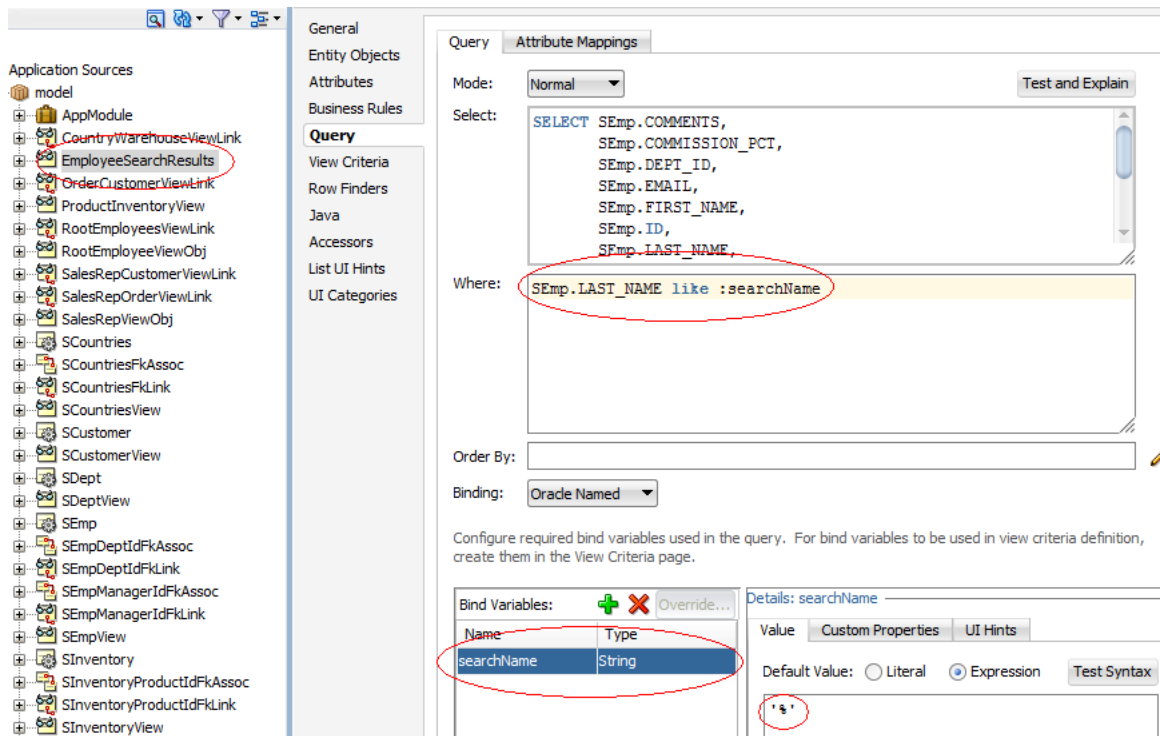 Application Sources
model
AppModule
CountryWarehouseViewLink
EmployeeSearchResults
OrderCustomerViewLink
ProductInventoryView
RootEmployeesViewLink
RootEmployeeViewObj
SalesRepCustomerViewLink
SalesRepOrderViewLink
SalesRepViewObj
SCountries
SCountriesFkAssoc
SCountriesFkLink
SCountriesView
SCustomer
SCustomerView
SDept
SDeptView
SEmp
SEmpDeptIdFkAssoc
SEmpDeptIdFkLink
SEmpManagerIdFkAssoc
SEmpManagerIdFkLink
SEmpView
SInventory
SInventoryProductIdFkAssoc
SInventoryProductIdFkLink
SInventoryView
General
Entity Objects
Attributes
Business Rules
Query
View Criteria
Row Finders
Java
Accessors
List UI Hints
UI Categories
Query Attribute Mappings
Mode: Normal Test and Explain
Select: SELECT SEmp.COMMENTS,
SEmp.COMMISSION_PCT,
SEmp.DEPT_ID,
SEmp.EMAIL,
SEmp.FIRST_NAME,
SEmp.ID,
SEmp.LAST_NAME,
Where: SEmp.LAST_NAME like :searchName
Order By:
Binding: Oracle Named
Configure required bind variables used in the query. For bind variables to be used in view criteria definition,
create them in the View Criteria page.
Bind Variables: Override...
Name Type
searchName String
Details: searchName
Value Custom Properties UI Hints
Default Value: Literal Expression Test Syntax
'%'